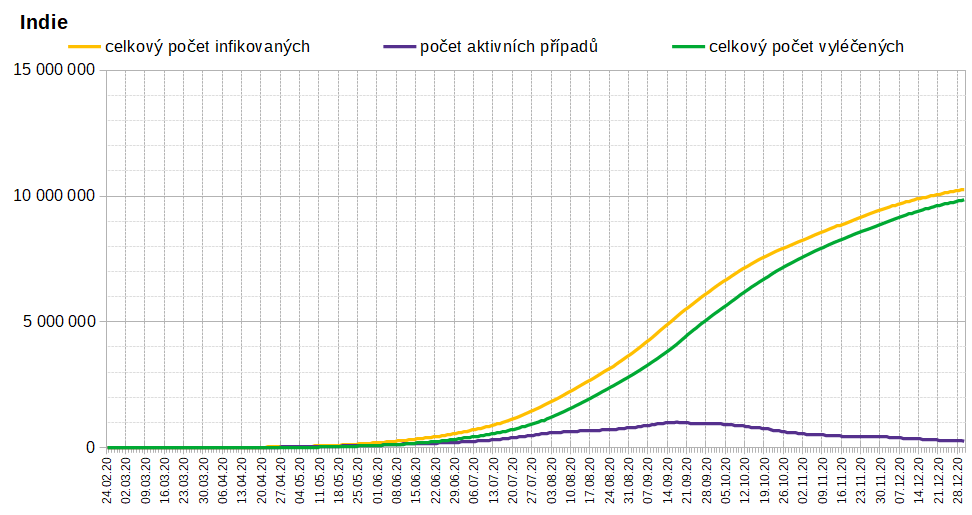 Indie
celkový počet infikovaných počet aktivních případů celkový počet vyléčených
15 000 000
10 000 000
5 000 000
0
24.02.20 02.03.20 09.03.20 16.03.20 23.03.20 30.03.20 06.04.20 13.04.20 20.04.20 27.04.20 04.05.20 11.05.20 18.05.20 25.05.20 01.06.20 08.06.20 15.06.20 22.06.20 29.06.20 06.07.20 13.07.20 20.07.20 27.07.20 03.08.20 10.08.20 17.08.20 24.08.20 31.08.20 07.09.20 14.09.20 21.09.20 28.09.20 05.10.20 12.10.20 19.10.20 26.10.20 02.11.20 09.11.20 16.11.20 23.11.20 30.11.20 07.12.20 14.12.20 21.12.20 28.12.20